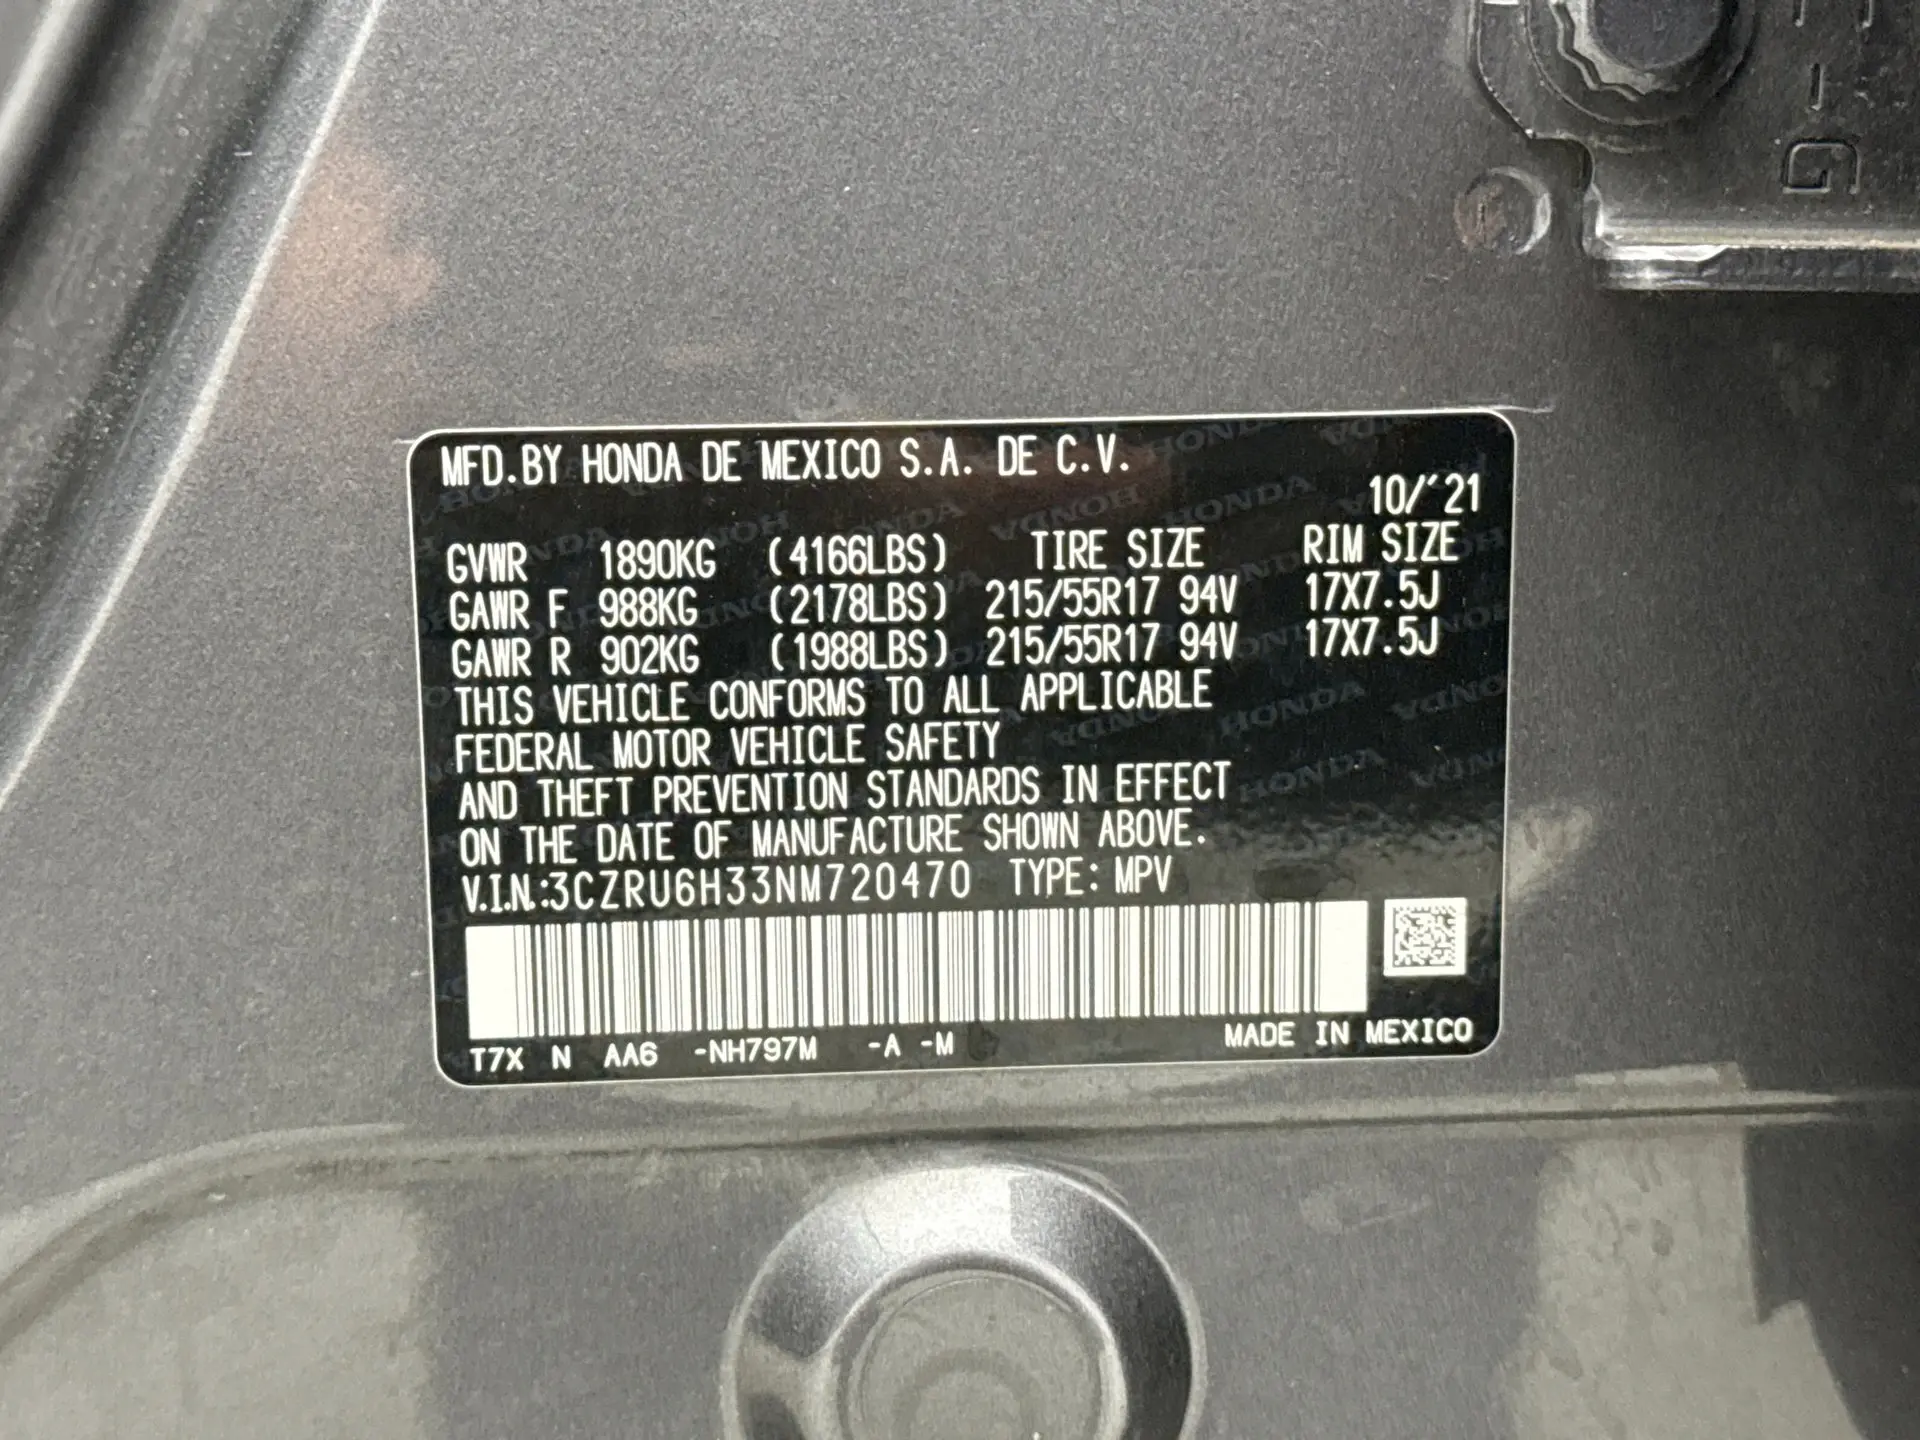 G
MFD.BY HONDA DE MEXICO S.A. DE C.V.
10/'21
GVWR 1890KG (4166LBS) TIRE SIZE RIM SIZE
GAWR F 988KG (2178LBS) 215/55R17 94V 17X7.5J
GAWR R 902KG (1988LBS) 215/55R17 94V 17X7.5J
THIS VEHICLE CONFORMS TO ALL APPLICABLE
FEDERAL MOTOR VEHICLE SAFETY
AND THEFT PREVENTION STANDARDS IN EFFECT
ON THE DATE OF MANUFACTURE SHOWN ABOVE.
V.I.N.:3CZRU6H33NM720470 TYPE: MPV
T7X N AA6 -NH797M -A -M MADE IN MEXICO